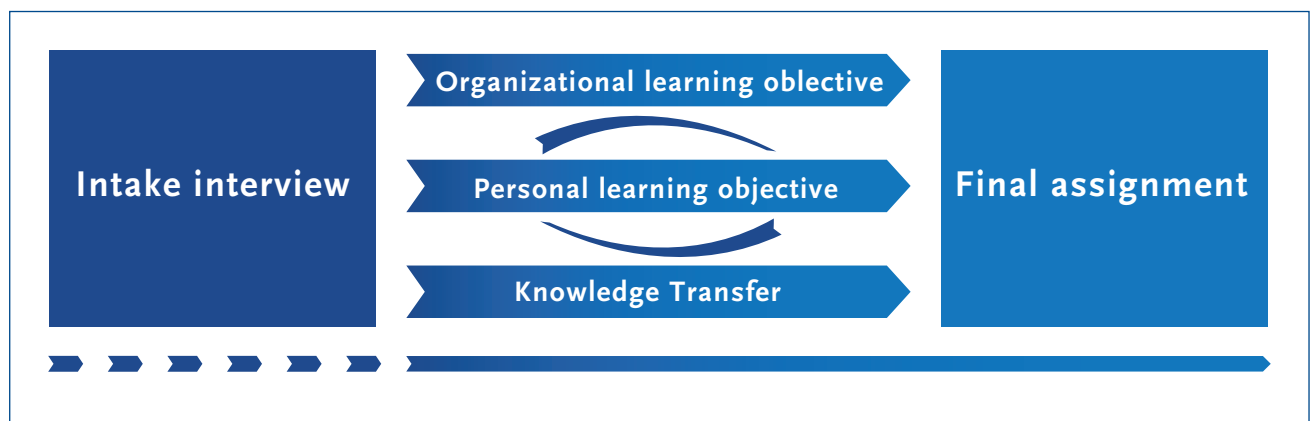 Intake interview
Organizational learning oblective
Personal learning objective
Knowledge Transfer
Final assignment